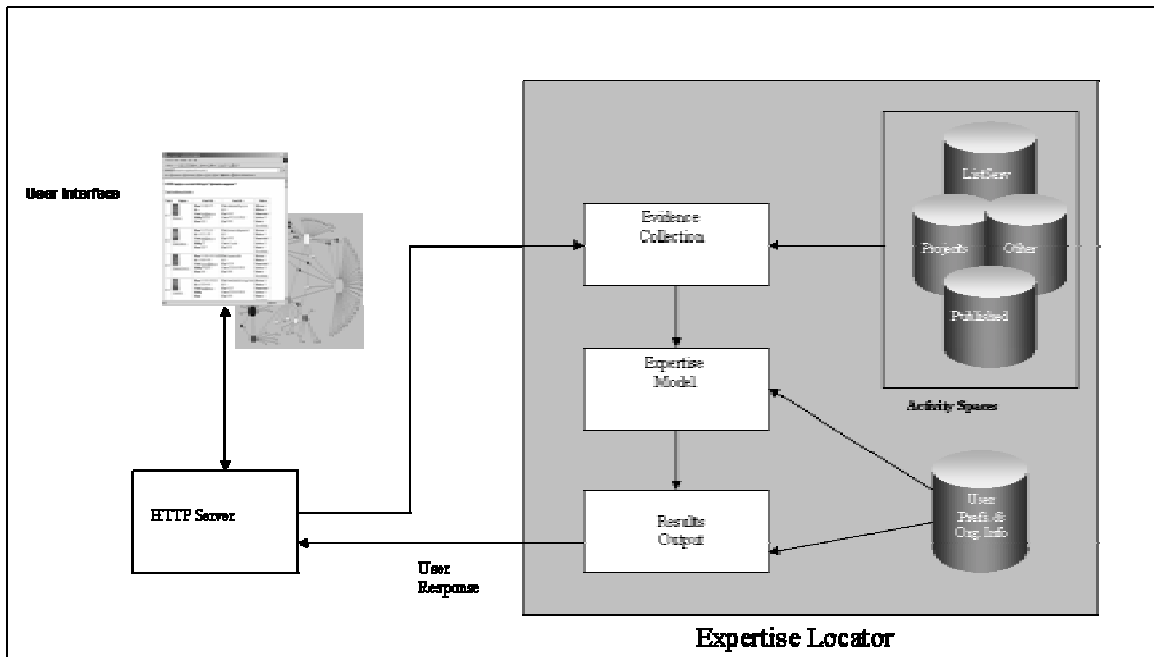 User Interface
Evidence
Collection
ListServ
Projects
Other
Published
Activity Spaces
Expertise
Model
HTTP Server
Results
Output
User
Org. Info
User
Response
Expertise Locator